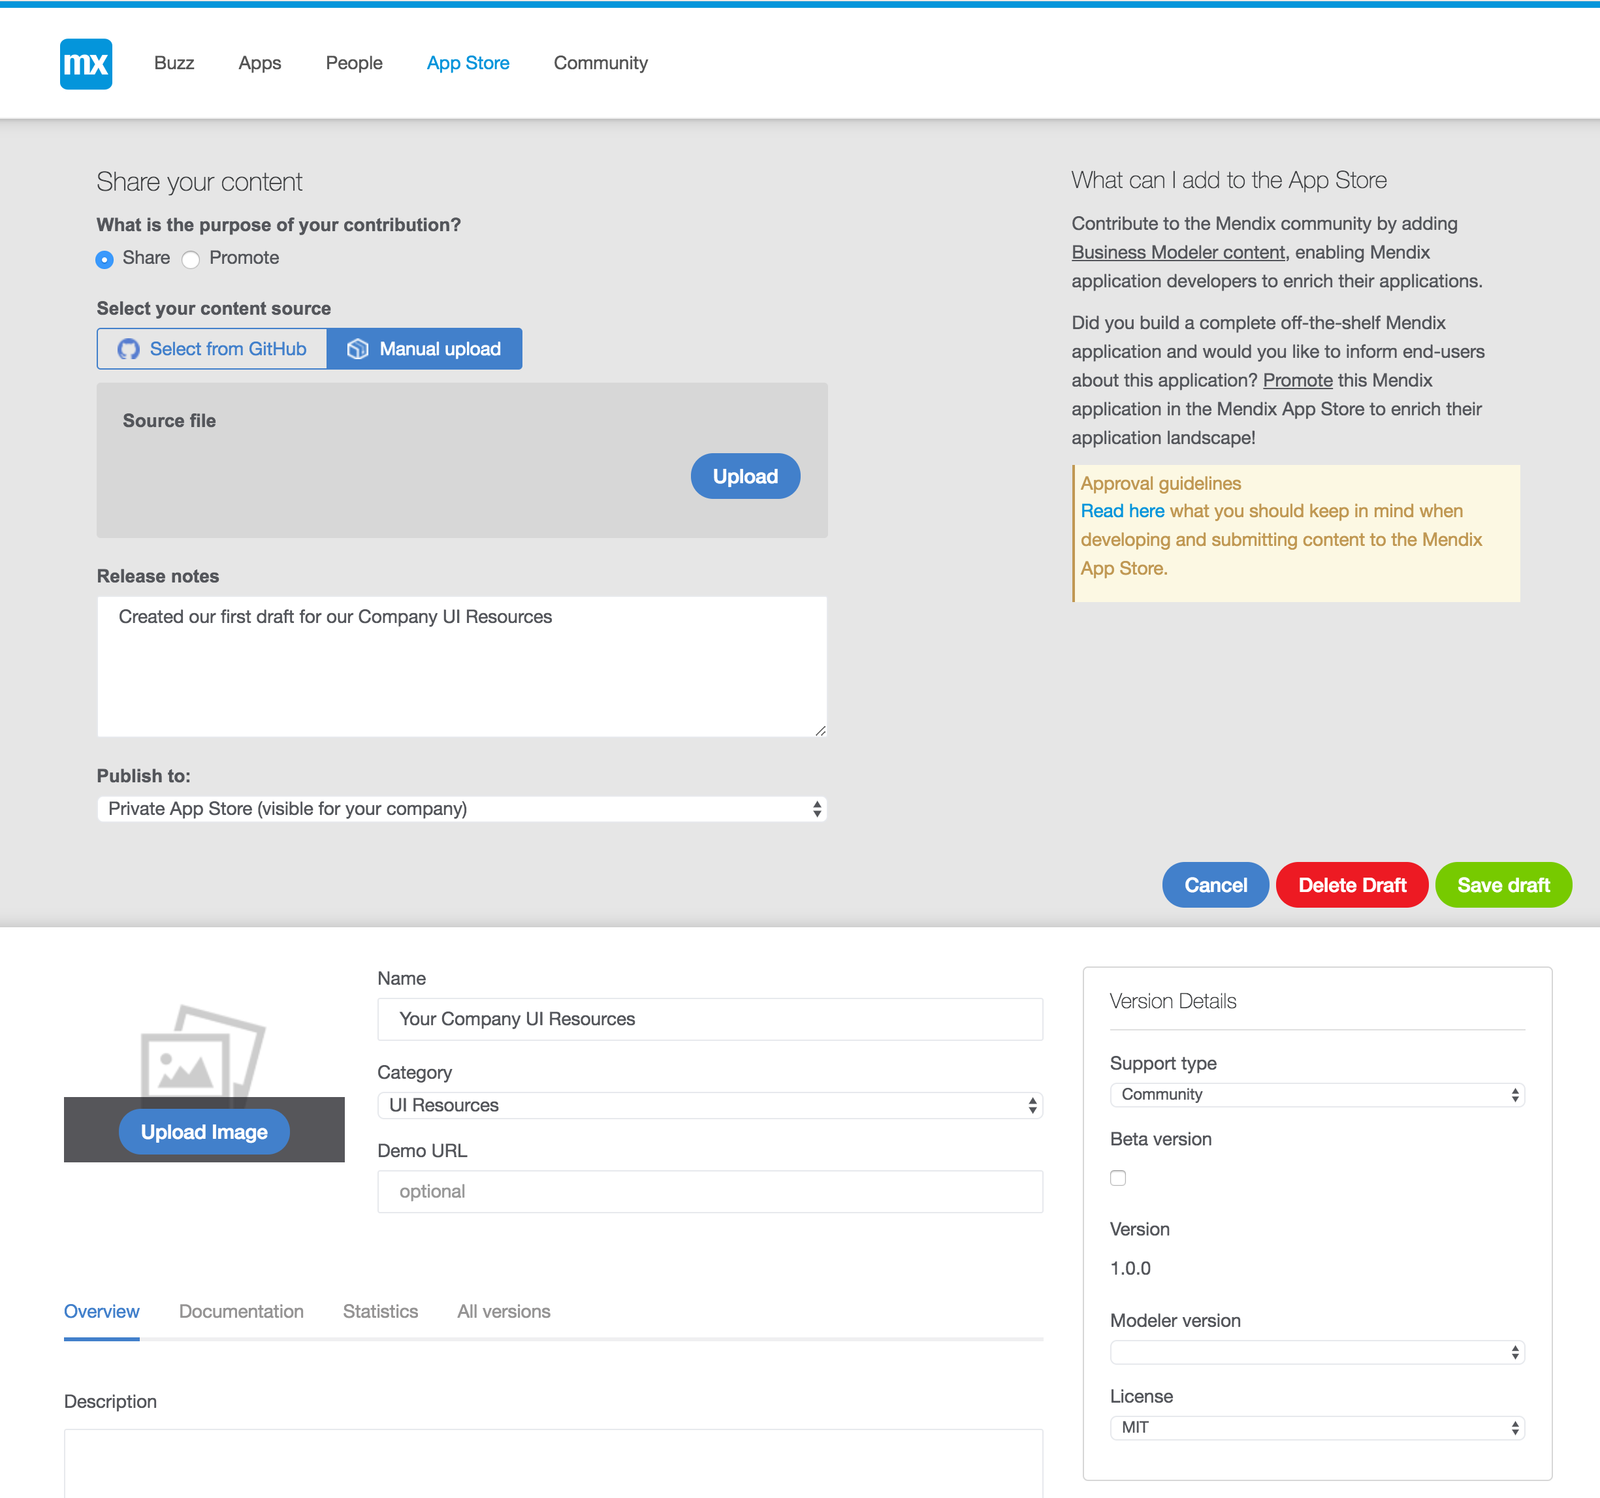 mx
Buzz Apps People App Store Community
Share your content
What is the purpose of your contribution?
Share Promote
Select your content source
Select from GitHub Manual upload
Source file
Upload
Release notes
Created our first draft for our Company UI Resources
Publish to:
Private App Store (visible for your company)
What can I add to the App Store
Contribute to the Mendix community by adding
Business Modeler content, enabling Mendix
application developers to enrich their applications.
Did you build a complete off-the-shelf Mendix
application and would you like to inform end-users
about this application? Promote this Mendix
application in the Mendix App Store to enrich their
application landscape!
Approval guidelines
Read here what you should keep in mind when
developing and submitting content to the Mendix
App Store.
Cancel Delete Draft Save draft
Upload Image
Name
Your Company UI Resources
Category
UI Resources
Demo URL
optional
Overview Documentation Statistics All versions
Description
Version Details
Support type
Community
Beta version
Version
1.0.0
Modeler version
License
MIT